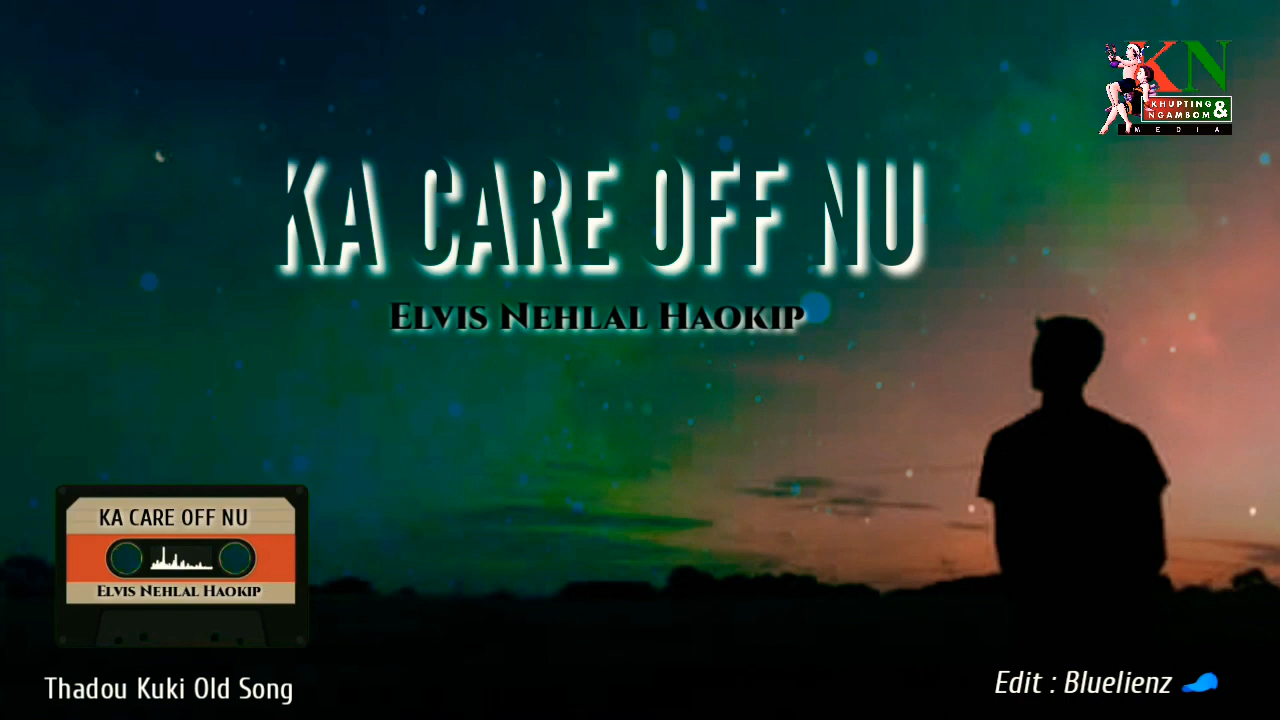 KN
KHUPTING &
NGAMBOM
MEDIA
KA CARE OFF NU
ELVIS NEHLAL HAOKIP
KA CARE OFF NU
ELVIS NEHLAL HAOKIP
Thadou Kuki Old Song
Edit : Bluelienz 🧢